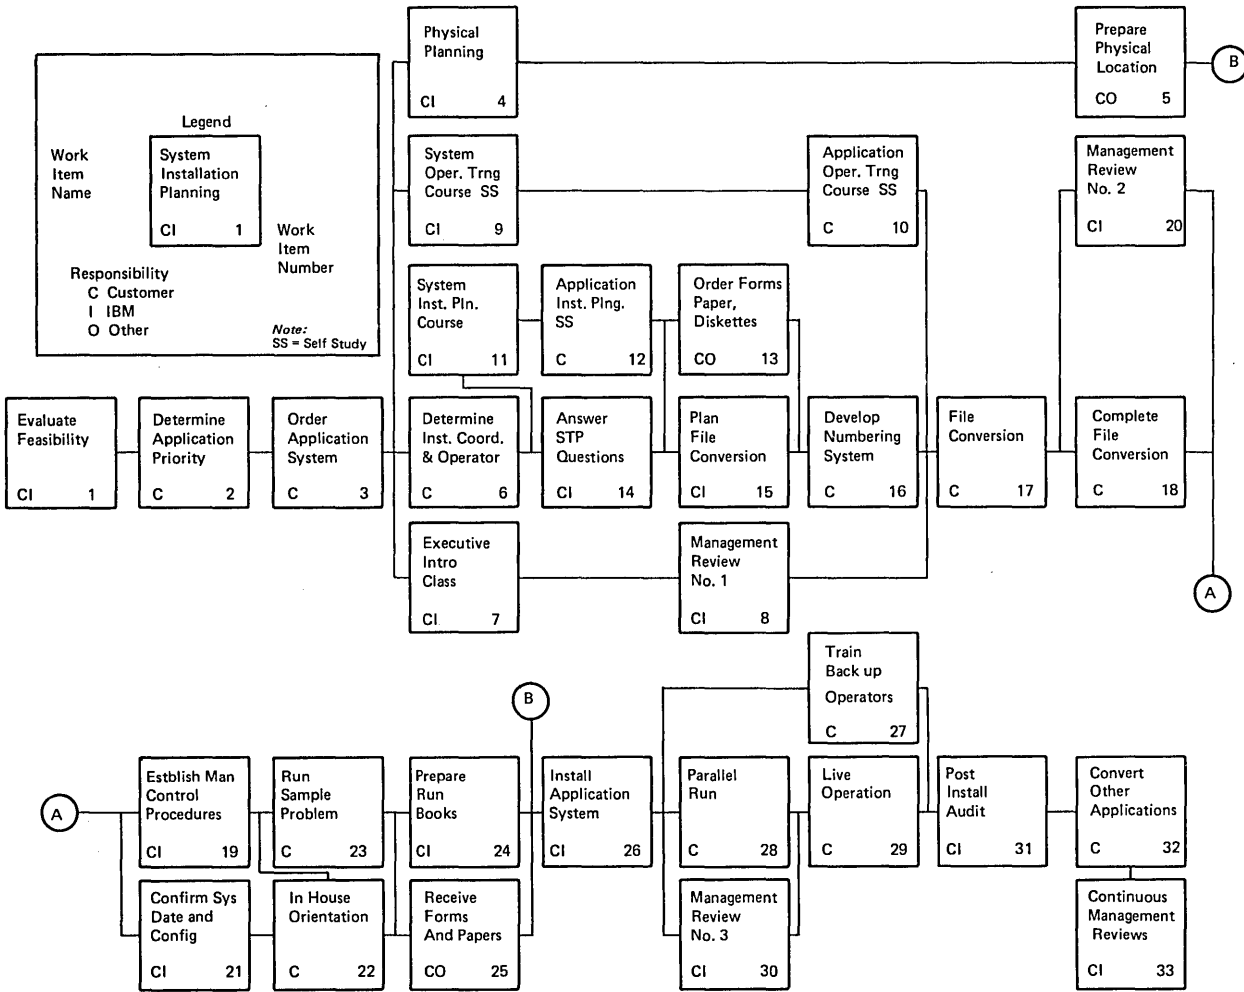 Legend
Work
Item
Name
System
Installation
Planning
CI 1
Work
Item
Number
Responsibility
C Customer
I IBM
O Other
Note:
SS = Self Study
Physical
Planning
CI 4
Prepare
Physical
Location
CO 5
B
System
Oper. Trng
Course SS
CI 9
Application
Oper. Trng
Course SS
C 10
Management
Review
No. 2
CI 20
System
Inst. Pln.
Course
CI 11
Application
Inst. Plng.
SS
C 12
Order Forms
Paper,
Diskettes
CO 13
Evaluate
Feasibility
CI 1
Determine
Application
Priority
C 2
Order
Application
System
C 3
Determine
Inst. Coord.
& Operator
C 6
Answer
STP
Questions
CI 14
Plan
File
Conversion
CI 15
Develop
Numbering
System
C 16
File
Conversion
C 17
Complete
File
Conversion
C 18
Executive
Intro
Class
CI 7
Management
Review
No. 1
CI 8
A
Train
Back up
Operators
C 27
B
A
Estblish Man
Control
Procedures
CI 19
Run
Sample
Problem
C 23
Prepare
Run
Books
CI 24
Install
Application
System
CI 26
Parallel
Run
C 28
Live
Operation
C 29
Post
Install
Audit
CI 31
Convert
Other
Applications
C 32
Confirm Sys
Date and
Config
CI 21
In House
Orientation
C 22
Receive
Forms
And Papers
CO 25
Management
Review
No. 3
CI 30
Continuous
Management
Reviews
CI 33